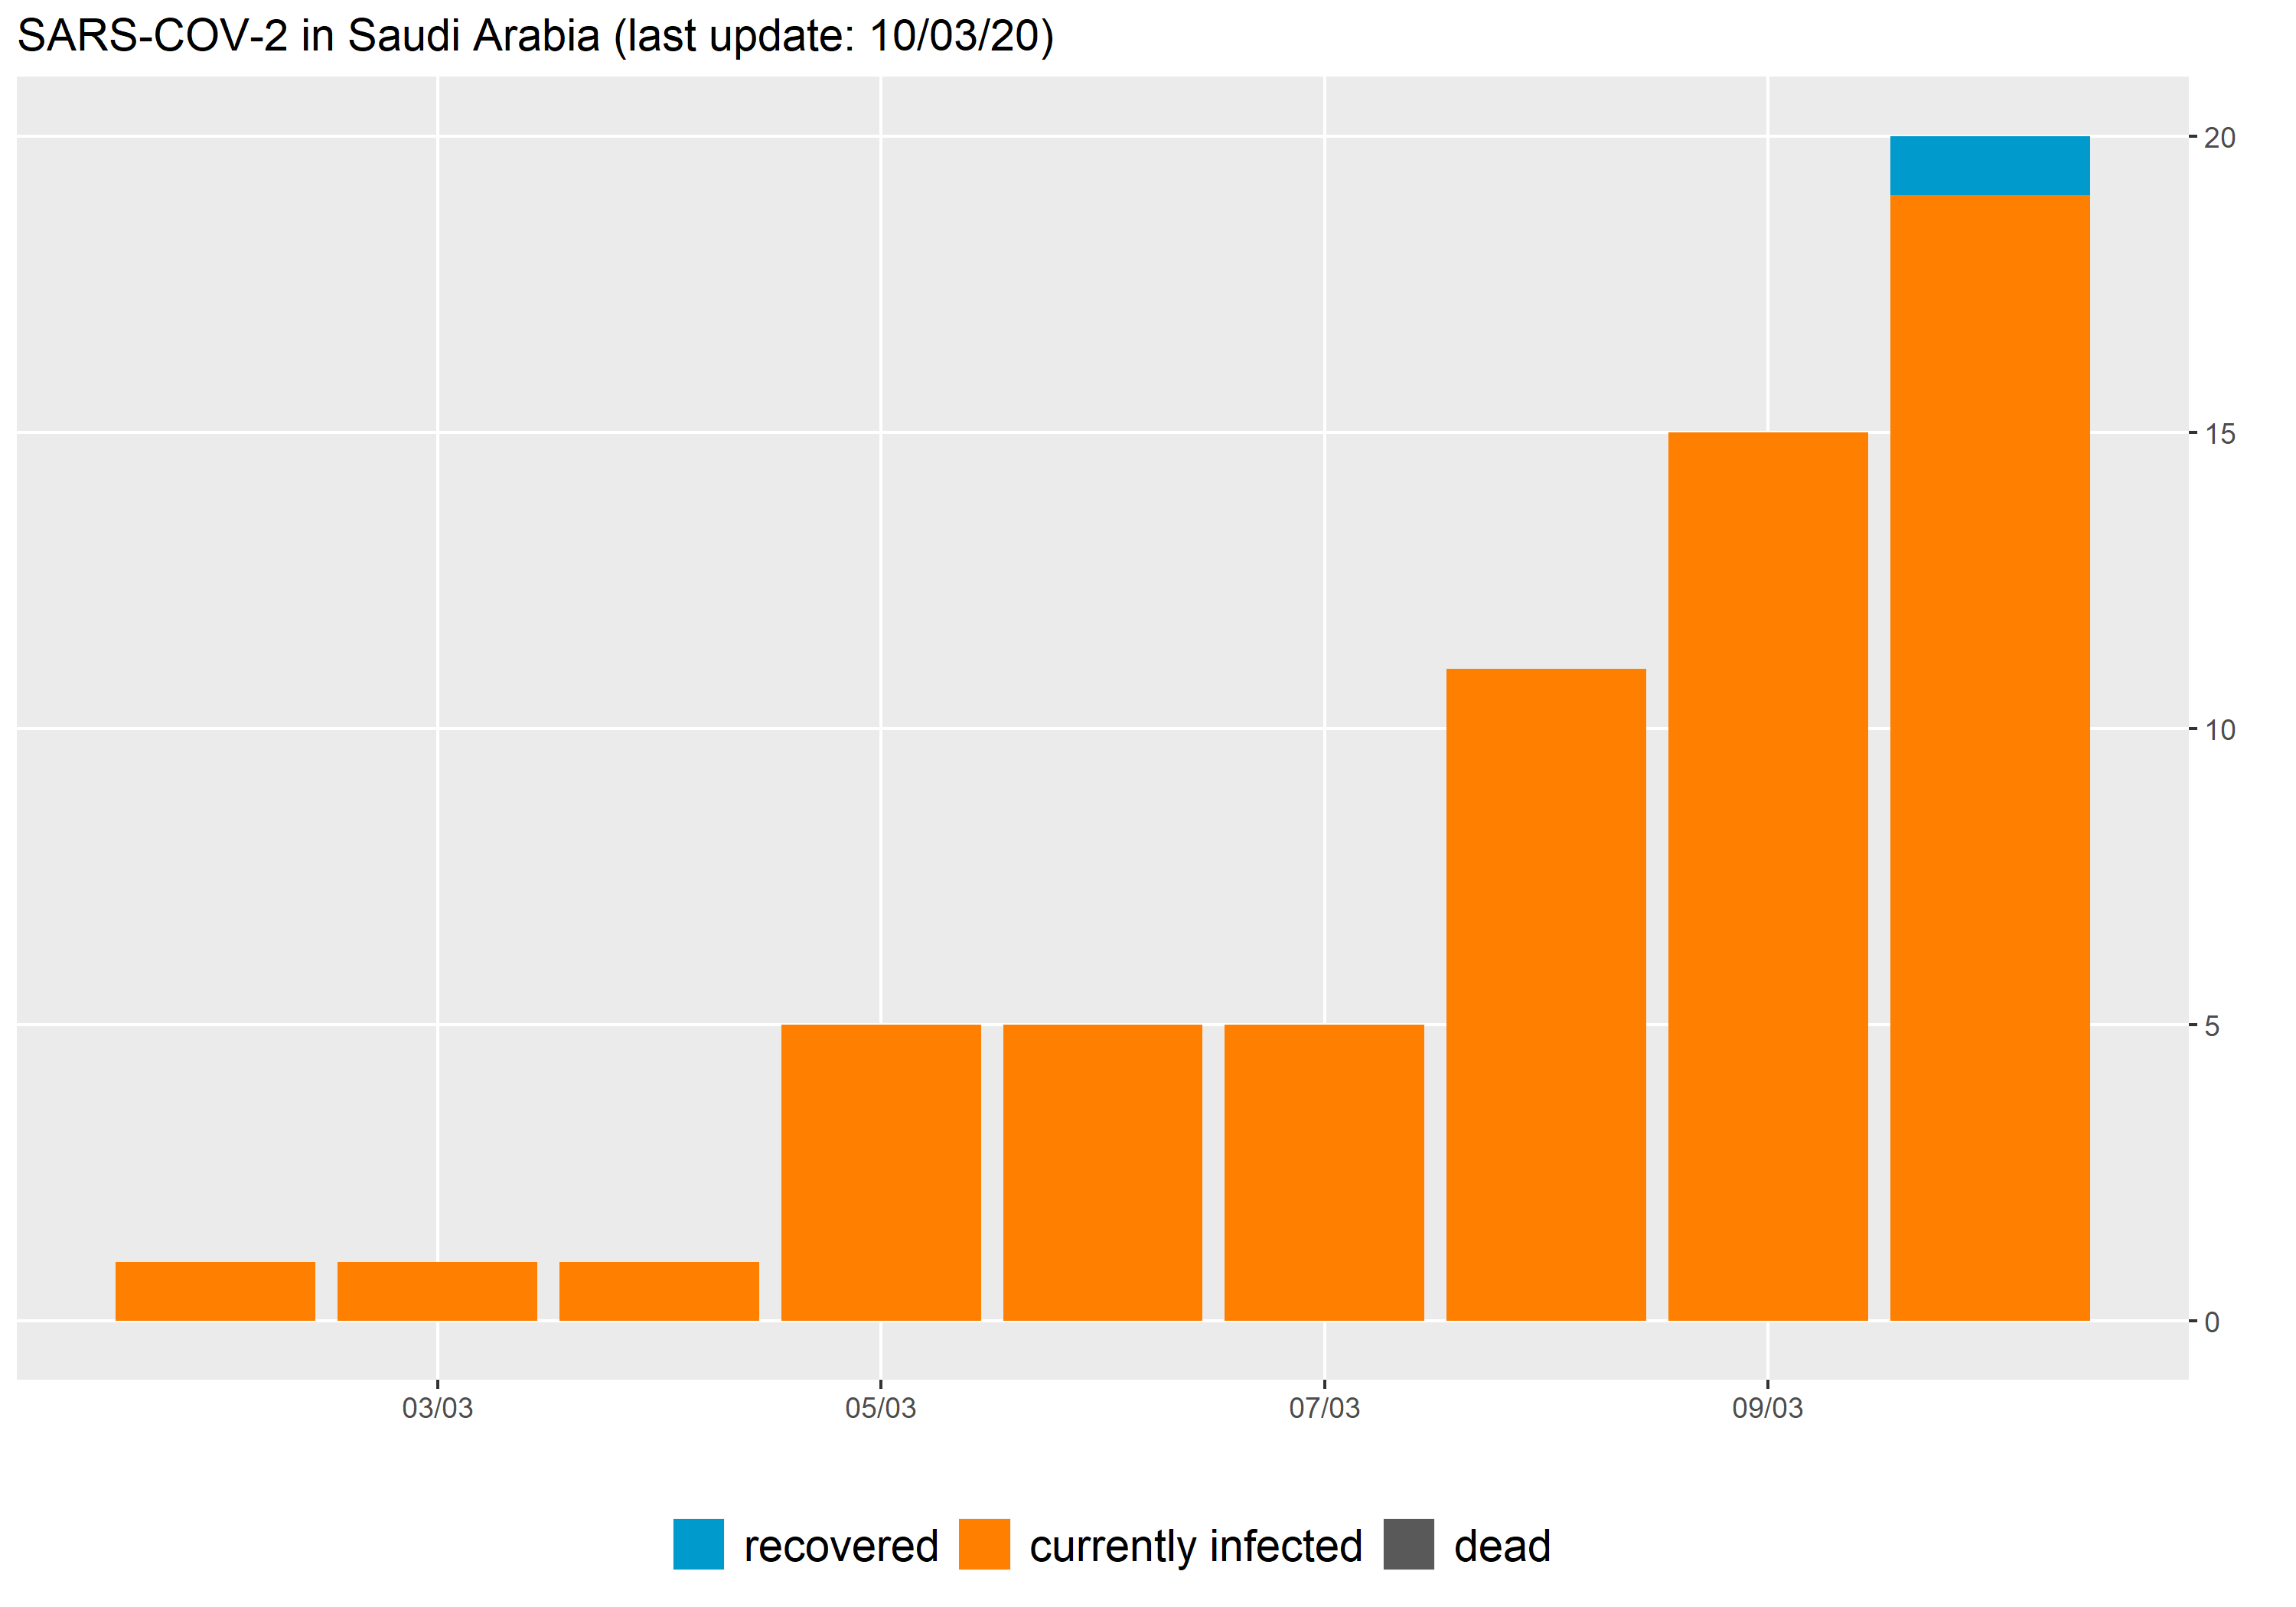 SARS-COV-2 in Saudi Arabia (last update: 10/03/20)
20
15
10
5
0
03/03 05/03 07/03 09/03
recovered currently infected dead